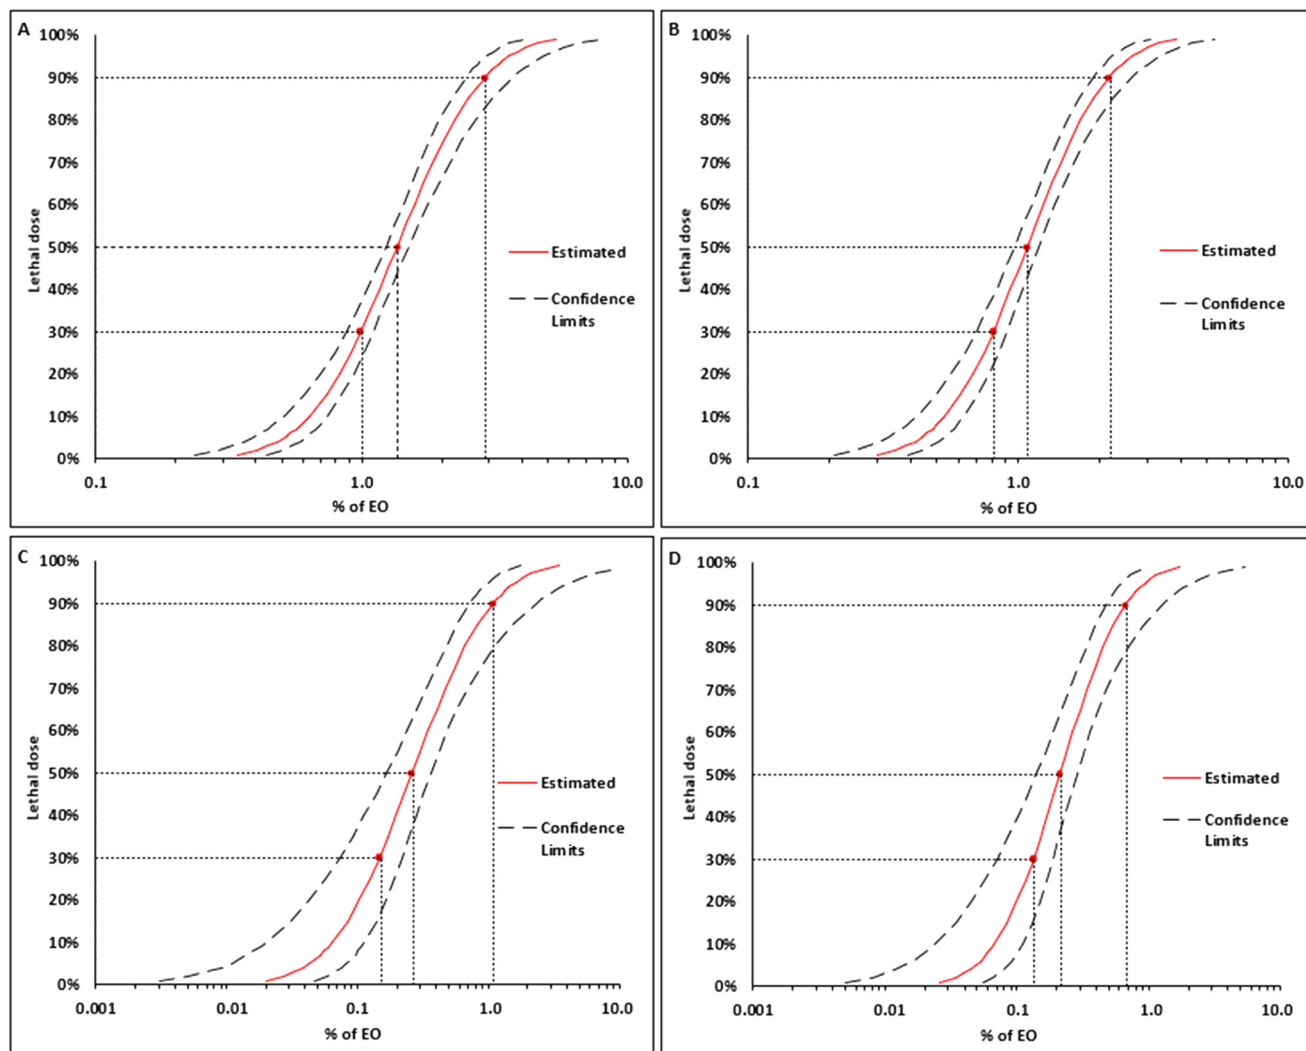 A
Lethal dose
100%
90%
80%
70%
60%
50%
40%
30%
20%
10%
0%
0.1
1.0
10.0
% of EO
Estimated
Confidence
Limits
B
Lethal dose
100%
90%
80%
70%
60%
50%
40%
30%
20%
10%
0%
0.1
1.0
10.0
% of EO
Estimated
Confidence
Limits
C
Lethal dose
100%
90%
80%
70%
60%
50%
40%
30%
20%
10%
0%
0.001
0.01
0.1
1.0
10.0
% of EO
Estimated
Confidence
Limits
D
Lethal dose
100%
90%
80%
70%
60%
50%
40%
30%
20%
10%
0%
0.001
0.01
0.1
1.0
10.0
% of EO
Estimated
Confidence
Limits